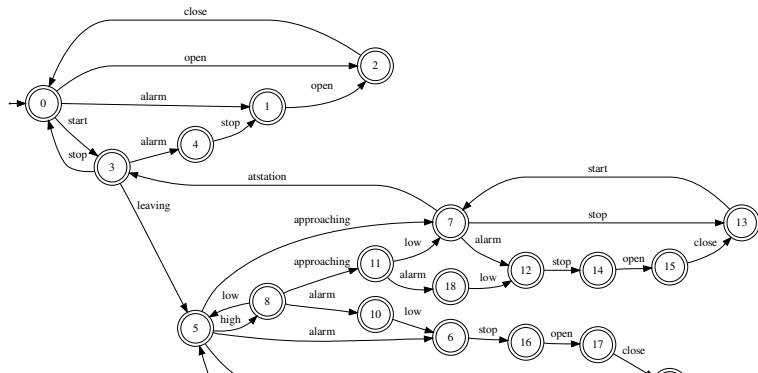 close
open
2
open
alarm
0
1
stop
start
alarm
4
stop
3
atstation
start
leaving
approaching
7
stop
13
alarm
close
low
approaching
11
12
stop
14
open
15
alarm
18
low
low
8
alarm
high
10
low
5
alarm
6
stop
16
open
17
close